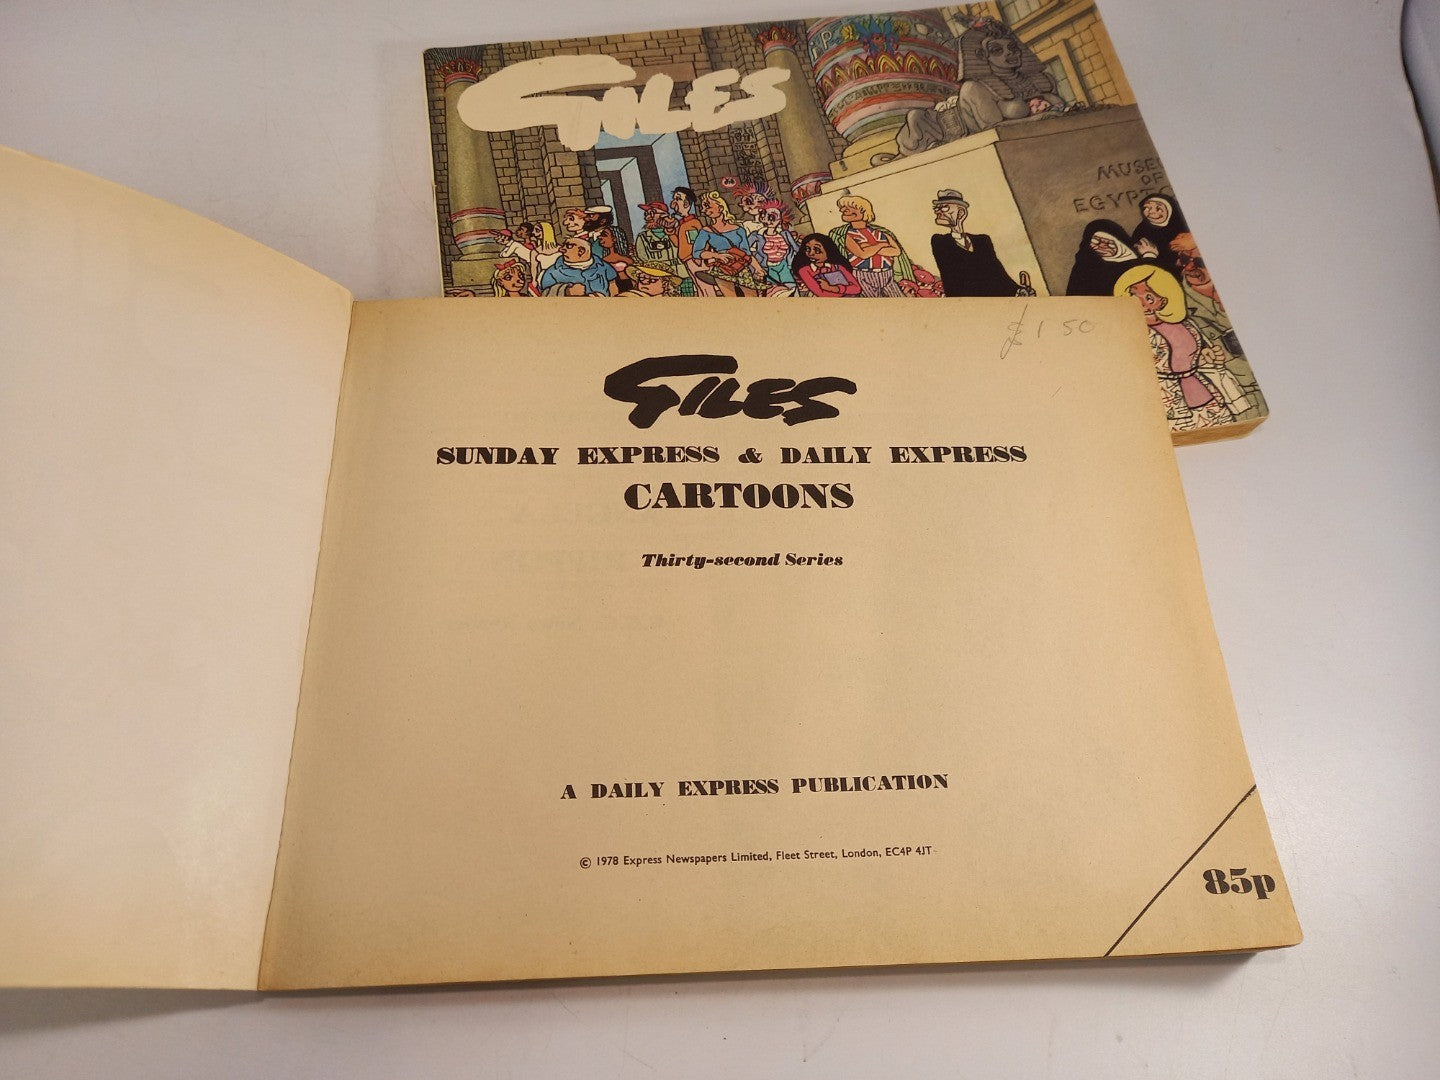 GILES
MUSE
OF
EGYPT
$1 50
GILES
SUNDAY EXPRESS & DAILY EXPRESS
CARTOONS
Thirty-second Series
A DAILY EXPRESS PUBLICATION
© 1978 Express Newspapers Limited, Fleet Street, London, EC4P 4JT
85p